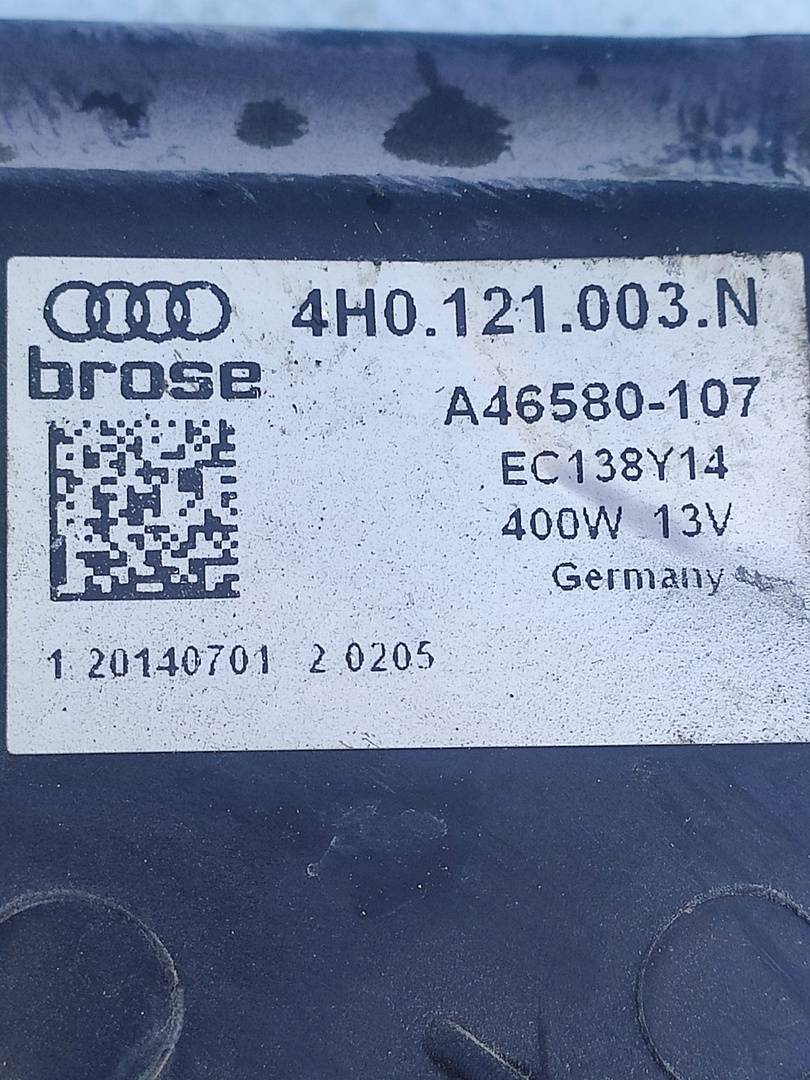 4H0.121.003.N
brose
A46580-107
EC138Y14
400W 13V
Germany
1 20140701 2 0205